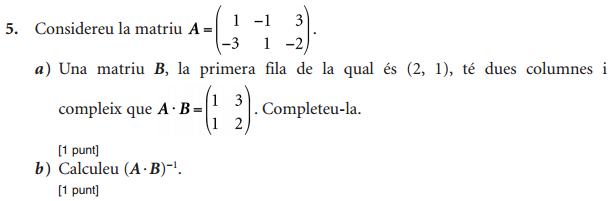 5. Considereu la matriu A = ( 1 −1 3
−3 1 −2 ).
a) Una matriu B, la primera fila de la qual és (2, 1), té dues columnes i
compleix que A · B = ( 1 3
1 2 ). Completeu-la.
[1 punt]
b) Calculeu (A · B)⁻¹.
[1 punt]